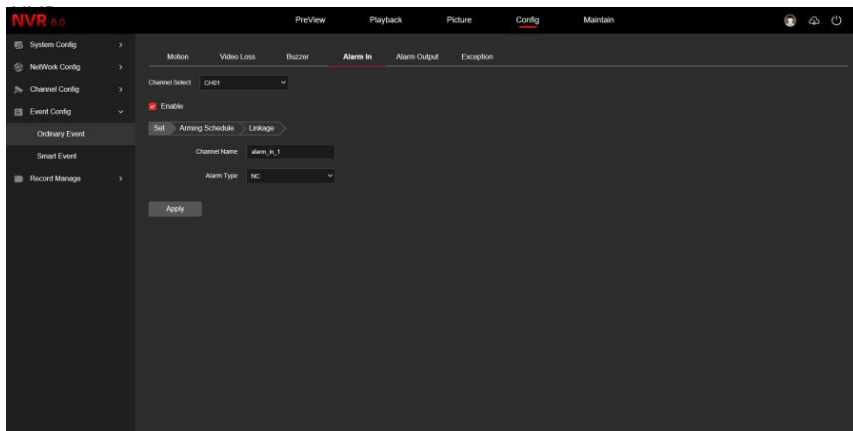 NVR 5.0
PreView Playback Picture Config Maintain
System Config
NetWork Config
Channel Config
Event Config
Ordinary Event
Smart Event
Record Manage
Motion Video Loss Buzzer Alarm In Alarm Output Exception
Channel Select CH01
Enable
Set Arming Schedule Linkage
Channel Name alarm_in_1
Alarm Type NC
Apply